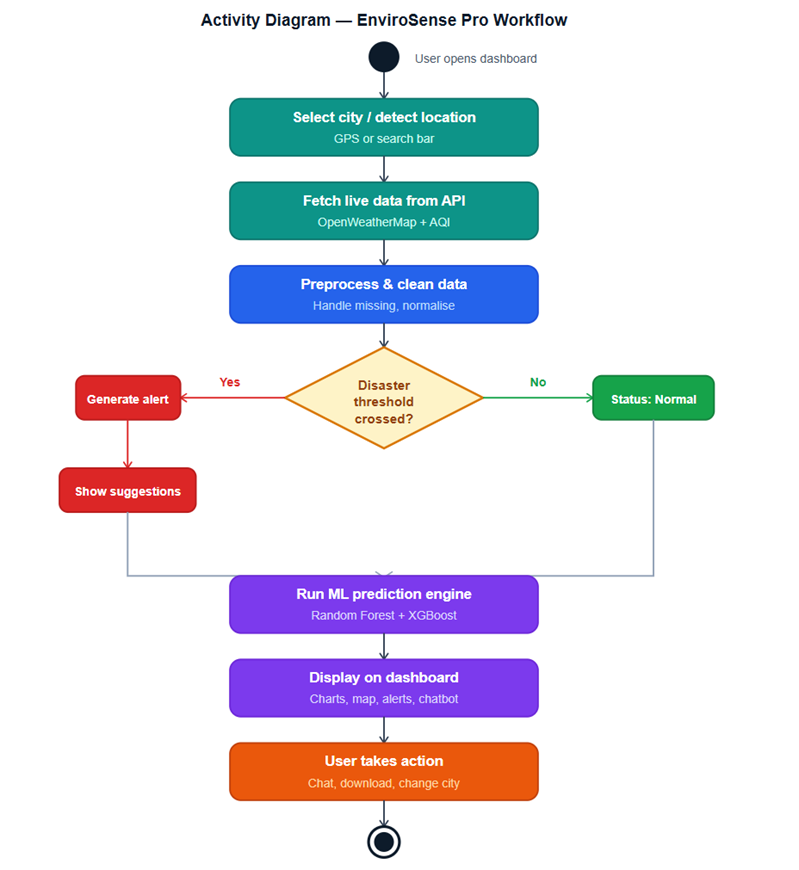 Activity Diagram — EnviroSense Pro Workflow
User opens dashboard
Select city / detect location
GPS or search bar
Fetch live data from API
OpenWeatherMap + AQI
Preprocess & clean data
Handle missing, normalise
Disaster
threshold
crossed?
Yes
No
Generate alert
Status: Normal
Show suggestions
Run ML prediction engine
Random Forest + XGBoost
Display on dashboard
Charts, map, alerts, chatbot
User takes action
Chat, download, change city